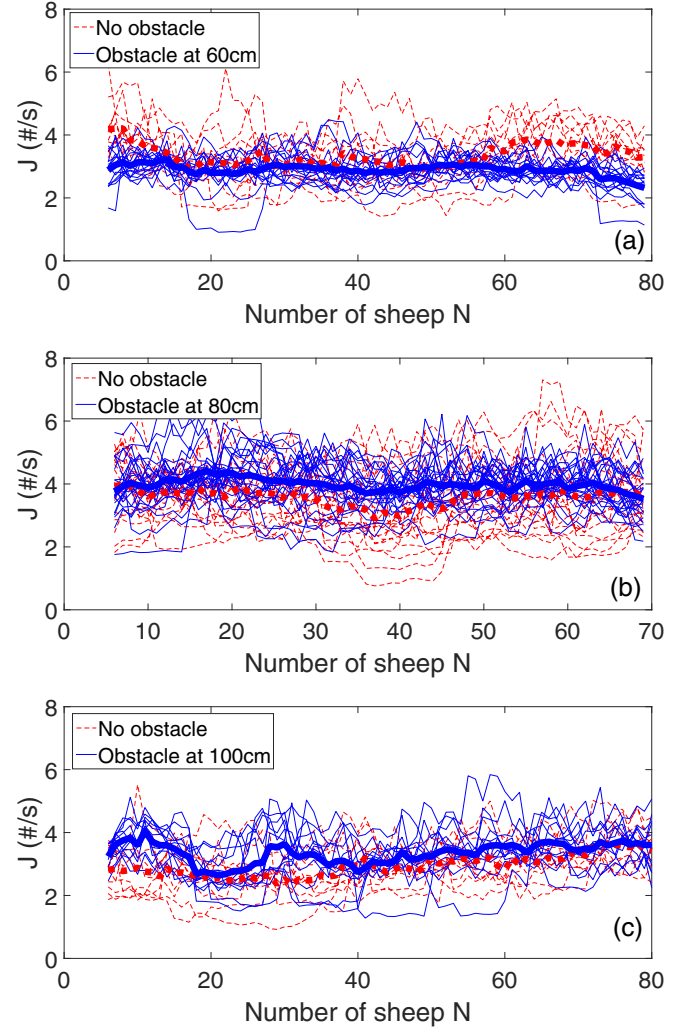 8
No obstacle
Obstacle at 60cm
6
J (#/s)
4
2
(a)
0
0 20 40 60 80
Number of sheep N
8
No obstacle
Obstacle at 80cm
6
J (#/s)
4
2
(b)
0
0 10 20 30 40 50 60 70
Number of sheep N
8
No obstacle
Obstacle at 100cm
6
J (#/s)
4
2
(c)
0
0 20 40 60 80
Number of sheep N